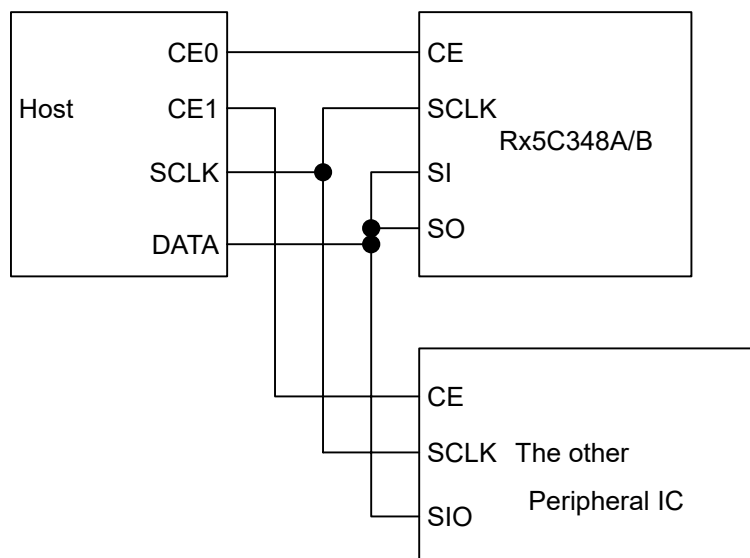 CE0
Host
CE1
SCLK
DATA
CE
SCLK
Rx5C348A/B
SI
SO
CE
SCLK The other
Peripheral IC
SIO